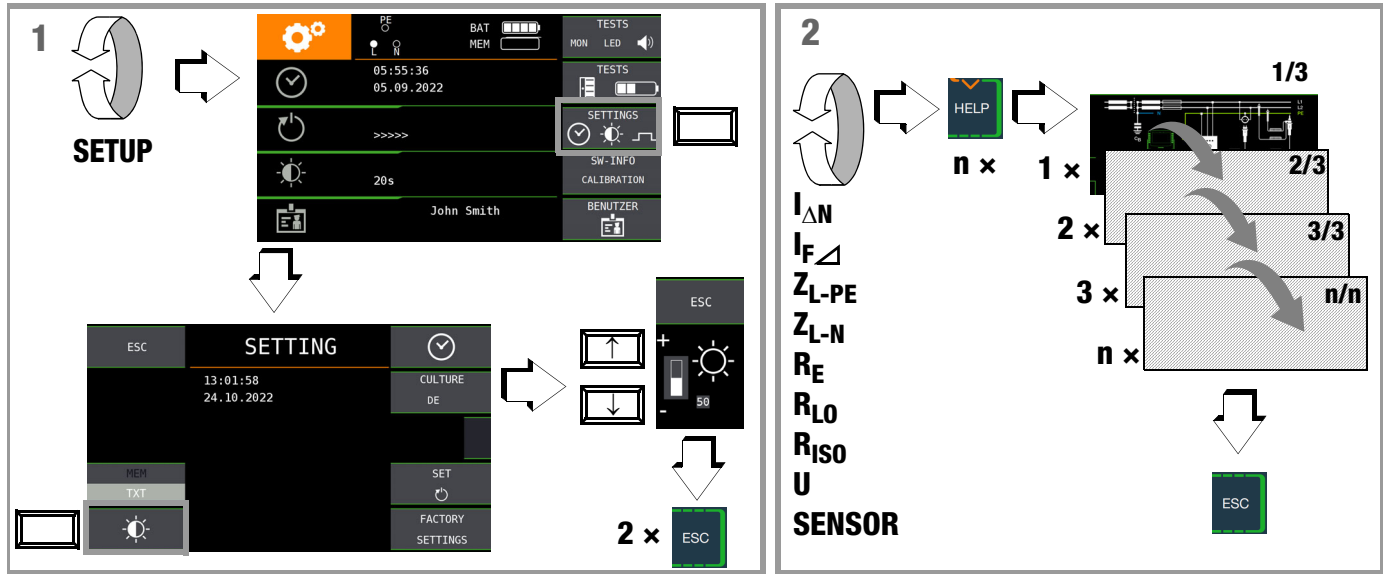 1
SETUP
PE
L N
BAT
MEM
TESTS
MON LED
05:55:36
05.09.2022
TESTS
>>>>>
SETTINGS
20s
SW-INFO
CALIBRATION
John Smith
BENUTZER
ESC
SETTING
13:01:58
24.10.2022
CULTURE
DE
MEM
TXT
SET
FACTORY
SETTINGS
↑
↓
ESC
+
50
-
2 ×
ESC
2
HELP
n ×
1/3
1 ×
2/3
2 ×
3/3
3 ×
n/n
n ×
IΔN
IF⊿
ZL-PE
ZL-N
RE
RLO
RISO
U
SENSOR
ESC